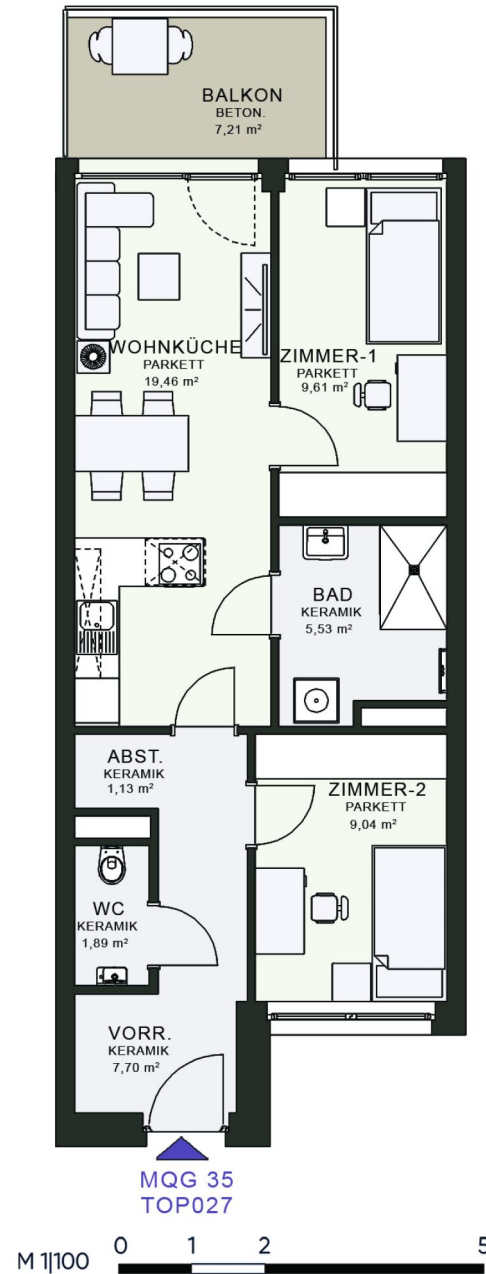 BALKON
BETON.
7,21 m²
WOHNKÜCHE
PARKETT
19,46 m²
ZIMMER-1
PARKETT
9,61 m²
BAD
KERAMIK
5,53 m²
ABST.
KERAMIK
1,13 m²
ZIMMER-2
PARKETT
9,04 m²
WC
KERAMIK
1,89 m²
VORR.
KERAMIK
7,70 m²
MQG 35
TOP027
M 1|100 0 1 2 5